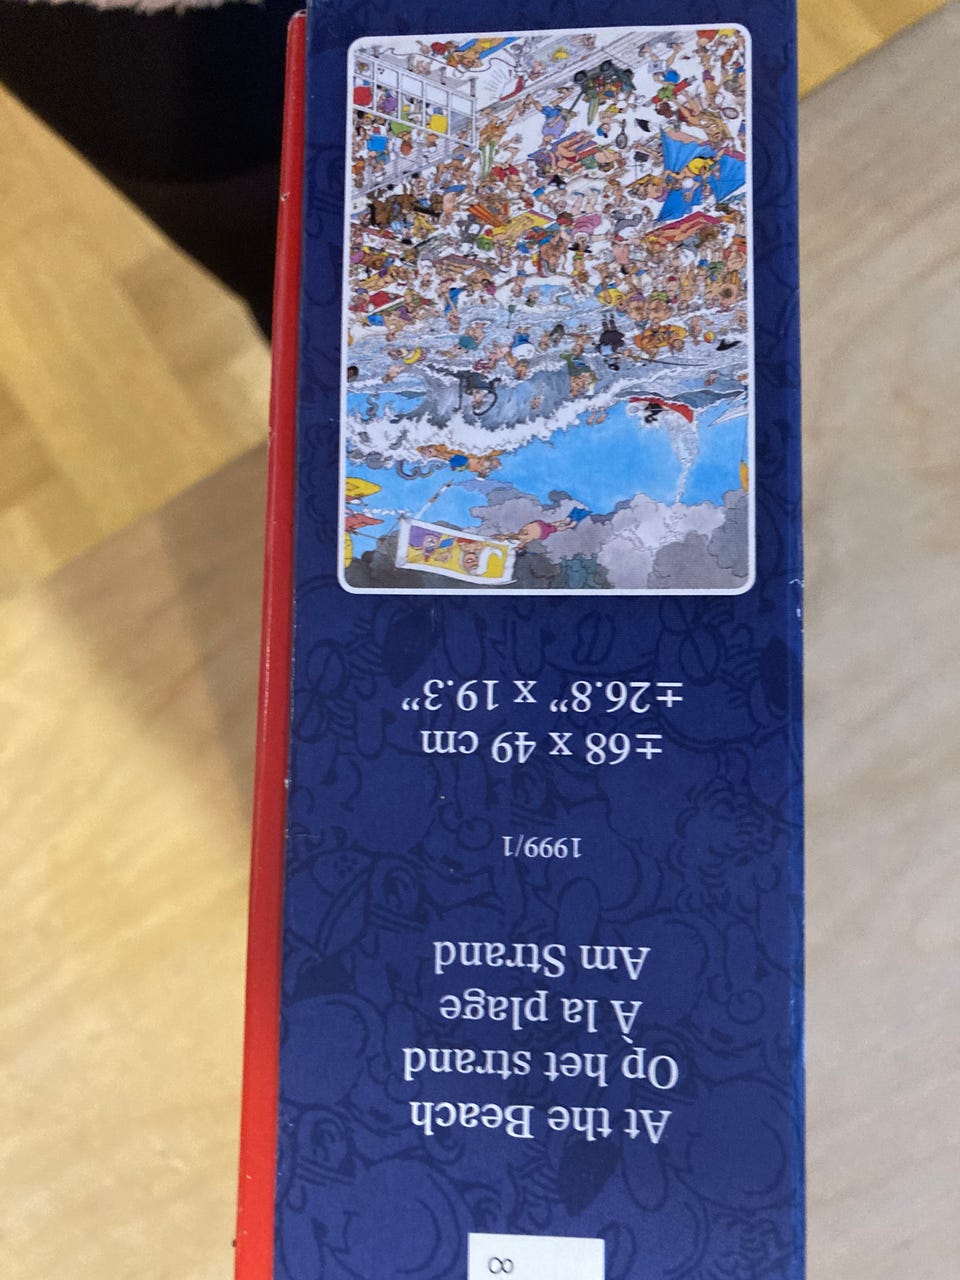 8
At the Beach
Op het strand
À la plage
Am Strand
1999/1
±68 x 49 cm
±26.8” x 19.3”